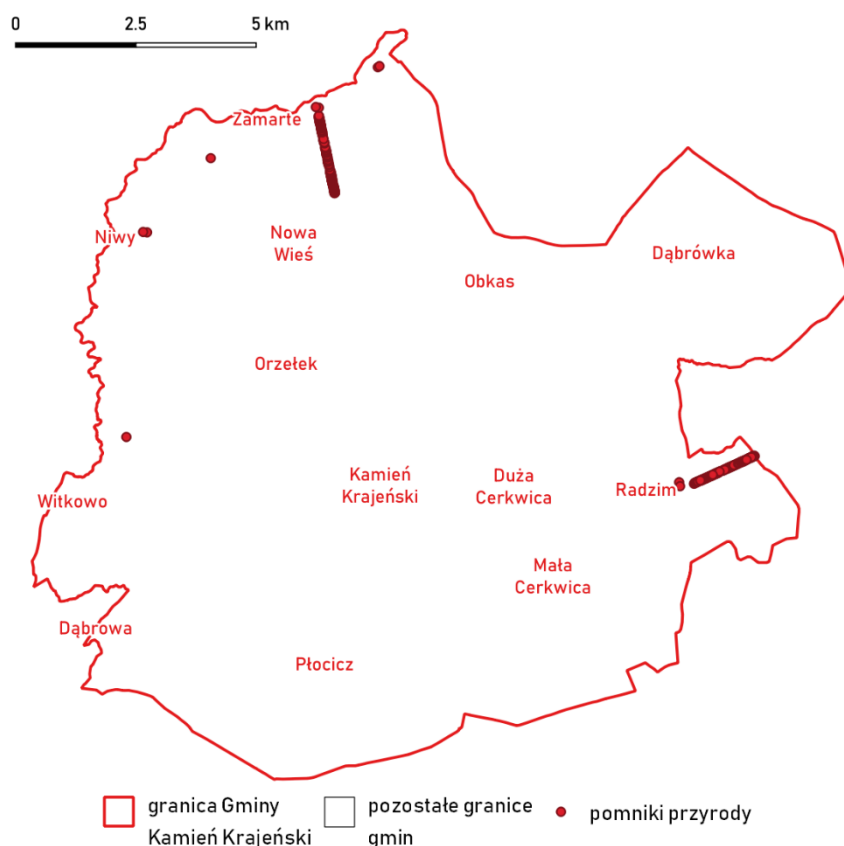 0 2.5 5 km
Zamarte
Niwy
Nowa
Wieś
Dąbrówka
Obkas
Orzełek
Kamień
Krajeński
Duża
Cerkwica
Radzim
Witkowo
Mała
Cerkwica
Dąbrowa
Płocicz
granica Gminy
Kamień Krajeński
pozostałe granice
gmin
pomniki przyrody